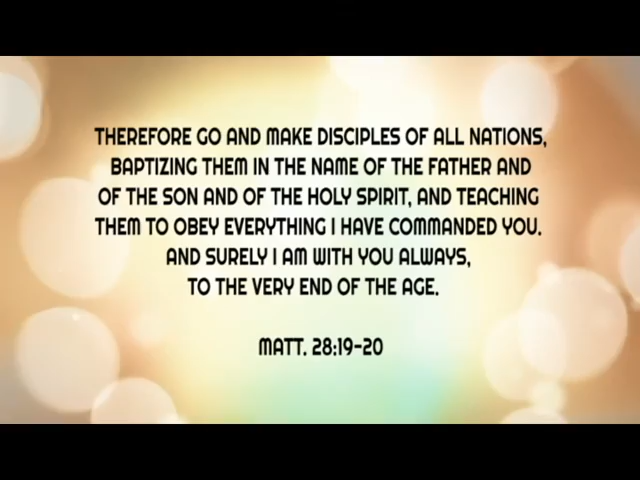 THEREFORE GO AND MAKE DISCIPLES OF ALL NATIONS,
BAPTIZING THEM IN THE NAME OF THE FATHER AND
OF THE SON AND OF THE HOLY SPIRIT, AND TEACHING
THEM TO OBEY EVERYTHING I HAVE COMMANDED YOU.
AND SURELY I AM WITH YOU ALWAYS,
TO THE VERY END OF THE AGE.
MATT. 28:19-20